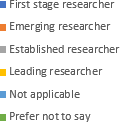 First stage researcher
Emerging researcher
Established researcher
Leading researcher
Not applicable
Prefer not to say